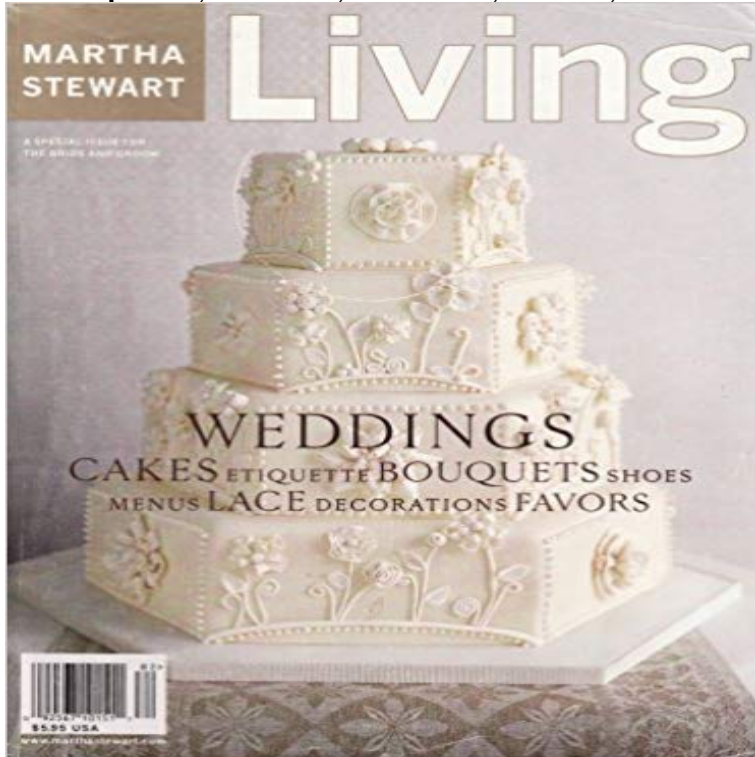 MARTHA
STEWART
Living
A SPECIAL ISSUE FOR
THE BRIDE AND GROOM
WEDDINGS
CAKES ETIQUETTE BOUQUETS SHOES
MENUS LACE DECORATIONS FAVORS
$5.95 USA
www.marthastewart.com